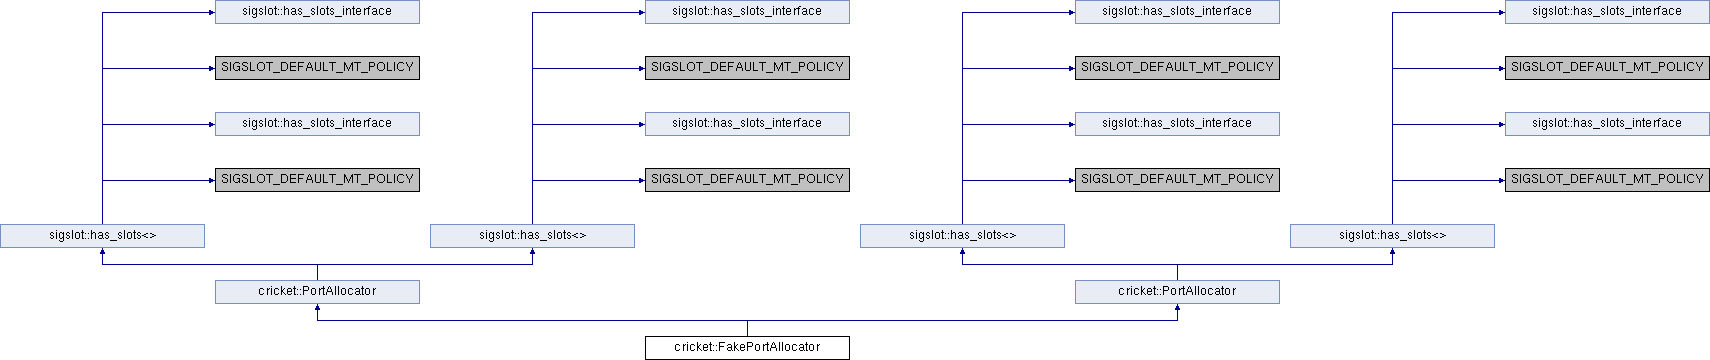 sigslot::has_slots_interface
sigslot::has_slots_interface
sigslot::has_slots_interface
sigslot::has_slots_interface
SIGSLOT_DEFAULT_MT_POLICY
SIGSLOT_DEFAULT_MT_POLICY
SIGSLOT_DEFAULT_MT_POLICY
SIGSLOT_DEFAULT_MT_POLICY
sigslot::has_slots_interface
sigslot::has_slots_interface
sigslot::has_slots_interface
sigslot::has_slots_interface
SIGSLOT_DEFAULT_MT_POLICY
SIGSLOT_DEFAULT_MT_POLICY
SIGSLOT_DEFAULT_MT_POLICY
SIGSLOT_DEFAULT_MT_POLICY
sigslot::has_slots<>
sigslot::has_slots<>
sigslot::has_slots<>
sigslot::has_slots<>
cricket::PortAllocator
cricket::PortAllocator
cricket::FakePortAllocator